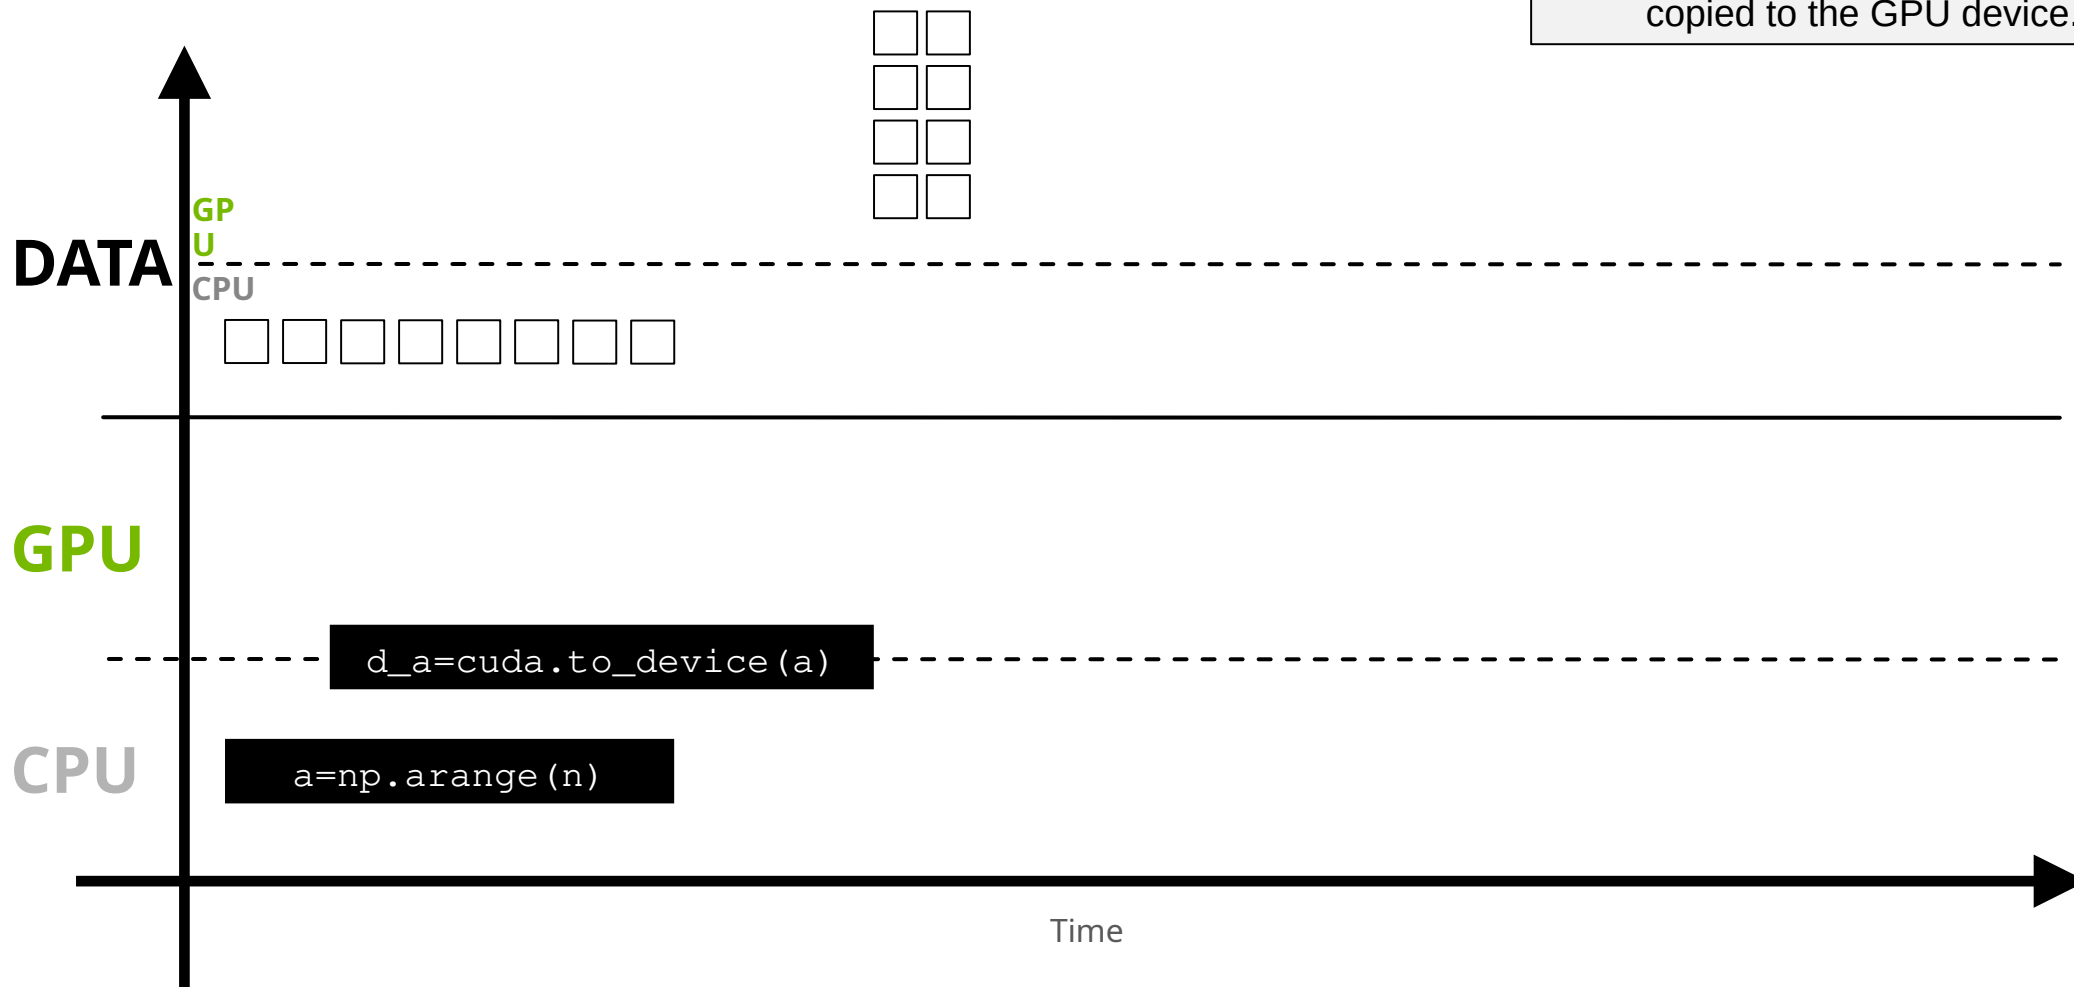 copied to the GPU device.
GP
U
DATA
CPU
GPU
d_a=cuda.to_device(a)
CPU
a=np.arange(n)
Time